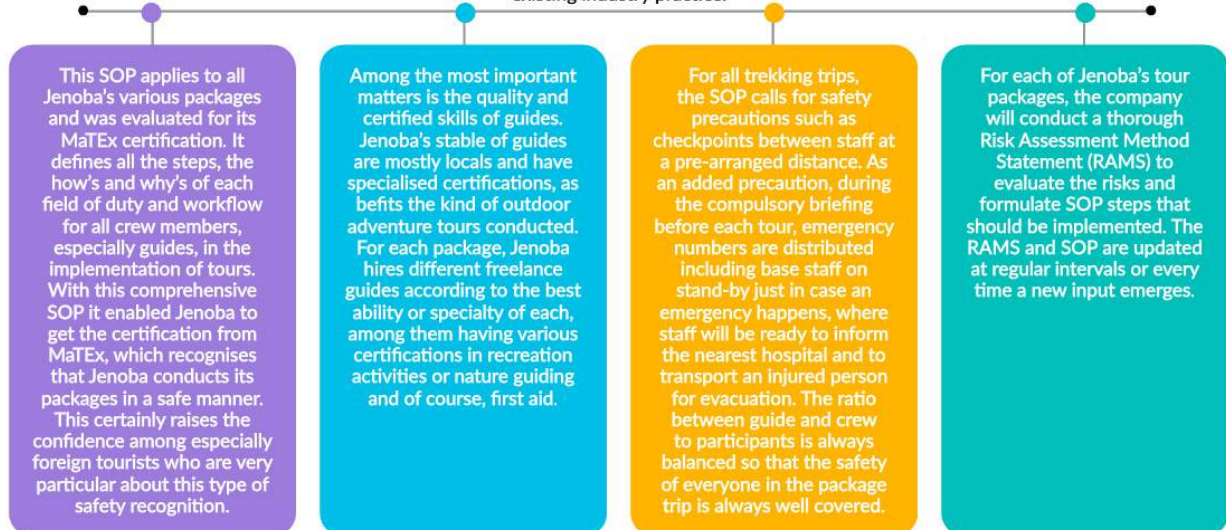 This SOP applies to all
Jenoba's various packages
and was evaluated for its
MaTEx certification. It
defines all the steps, the
how's and why's of each
field of duty and workflow
for all crew members,
especially guides, in the
implementation of tours.
With this comprehensive
SOP it enabled Jenoba to
get the certification from
MaTEx, which recognises
that Jenoba conducts its
packages in a safe manner.
This certainly raises the
confidence among especially
foreign tourists who are very
particular about this type of
safety recognition.
Among the most important
matters is the quality and
certified skills of guides.
Jenoba's stable of guides
are mostly locals and have
specialised certifications, as
befits the kind of outdoor
adventure tours conducted.
For each package, Jenoba
hires different freelance
guides according to the best
ability or specialty of each,
among them having various
certifications in recreation
activities or nature guiding
and of course, first aid.
For all trekking trips,
the SOP calls for safety
precautions such as
checkpoints between staff at
a pre-arranged distance. As
an added precaution, during
the compulsory briefing
before each tour, emergency
numbers are distributed
including base staff on
stand-by just in case an
emergency happens, where
staff will be ready to inform
the nearest hospital and to
transport an injured person
for evacuation. The ratio
between guide and crew
to participants is always
balanced so that the safety
of everyone in the package
trip is always well covered.
For each of Jenoba's tour
packages, the company
will conduct a thorough
Risk Assessment Method
Statement (RAMS) to
evaluate the risks and
formulate SOP steps that
should be implemented. The
RAMS and SOP are updated
at regular intervals or every
time a new input emerges.